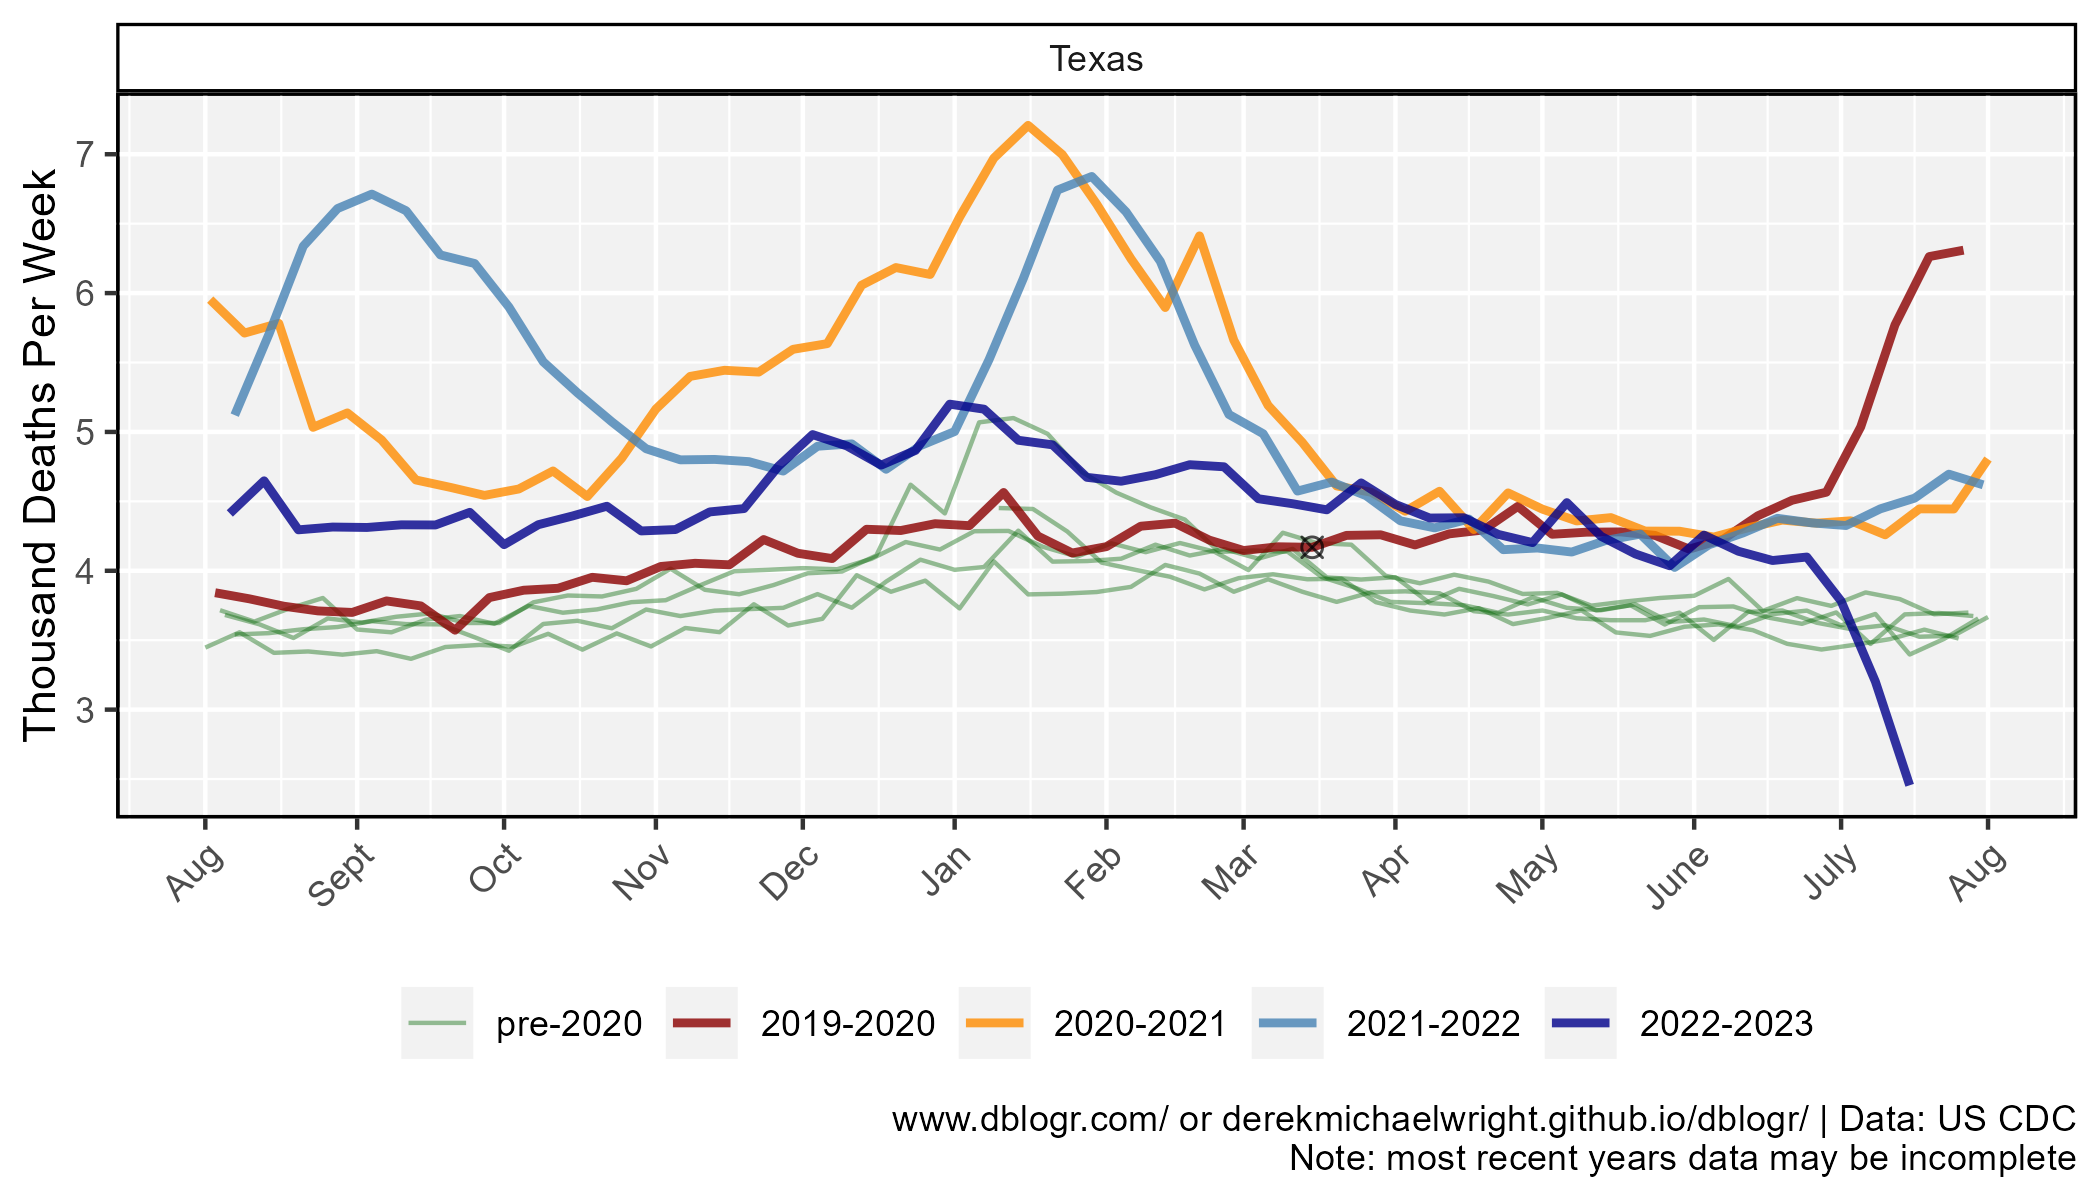 Texas
Thousand Deaths Per Week
7
6
5
4
3
Aug
Sept
Oct
Nov
Dec
Jan
Feb
Mar
Apr
May
June
July
Aug
pre-2020
2019-2020
2020-2021
2021-2022
2022-2023
www.dblogr.com/ or derekmichaelwright.github.io/dblogr/ | Data: US CDC
Note: most recent years data may be incomplete